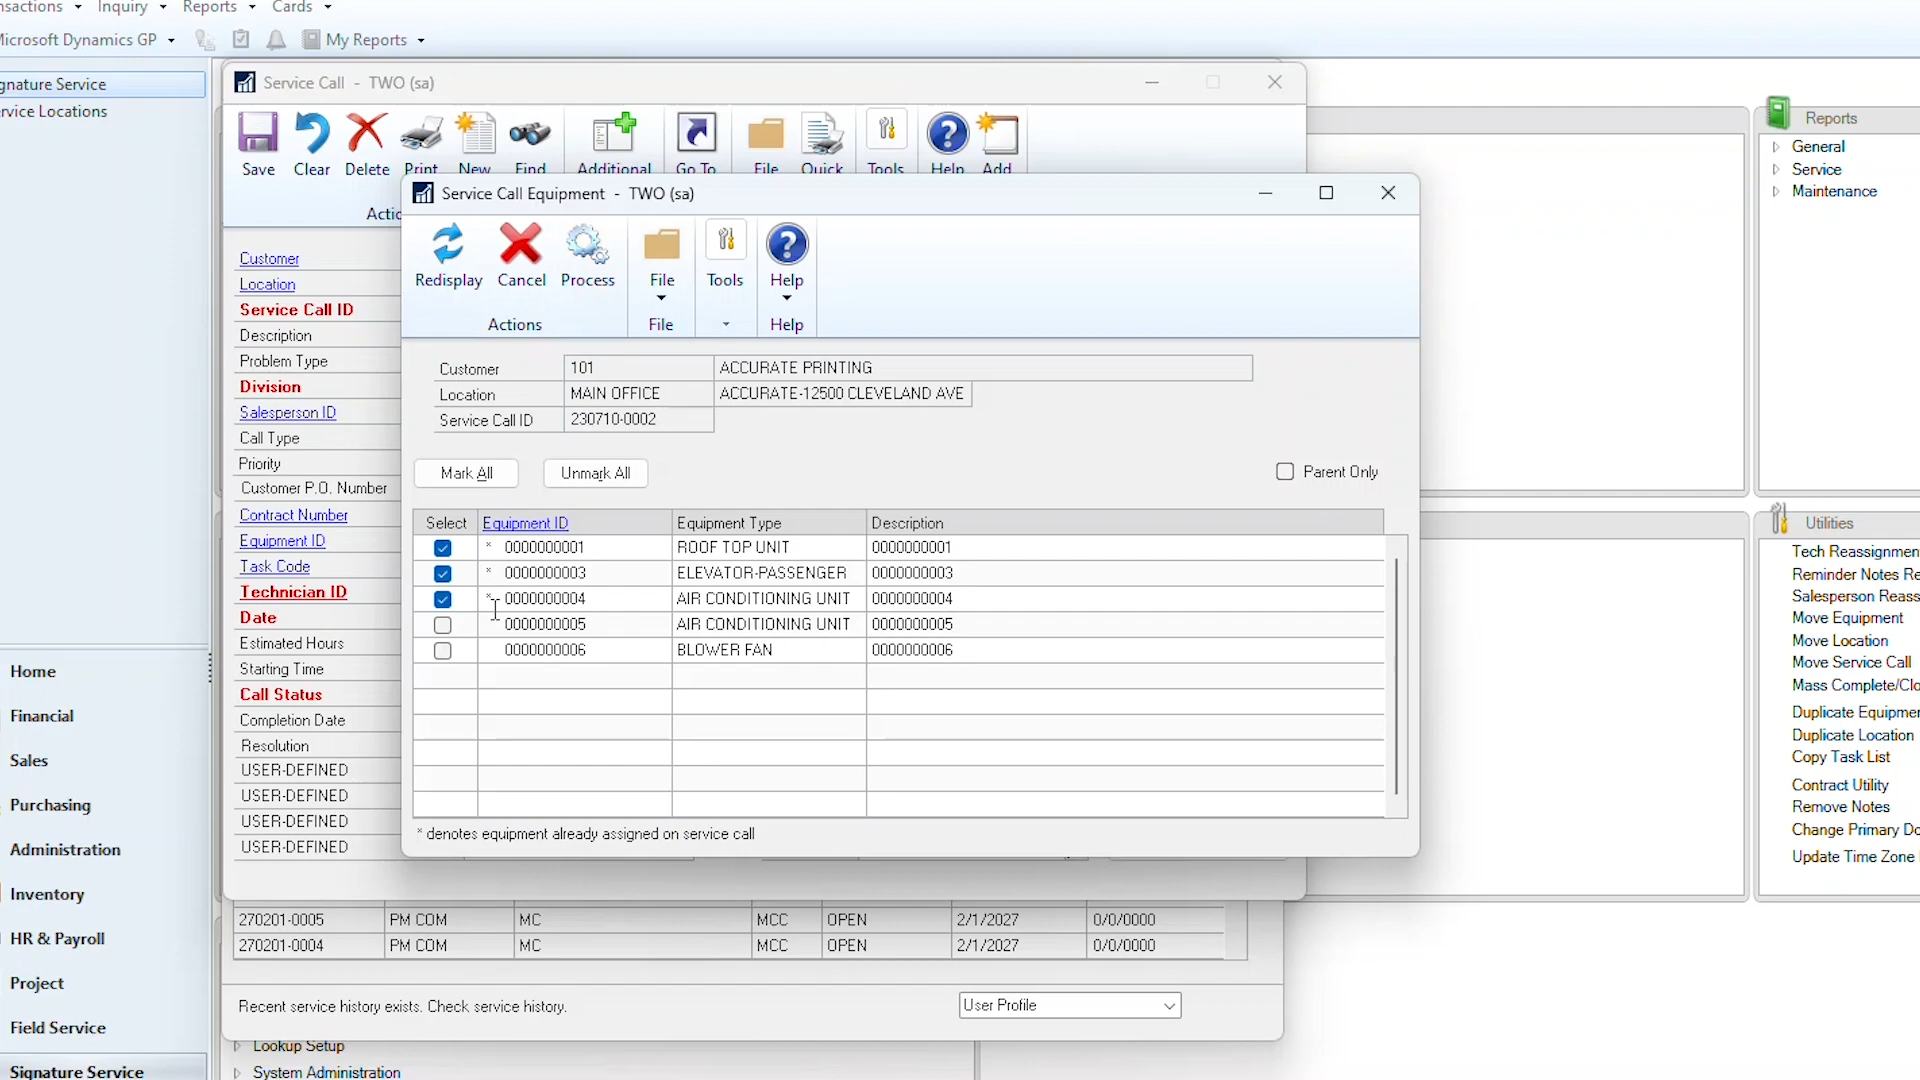 nsactions Inquiry Reports Cards
Microsoft Dynamics GP My Reports
gnature Service
rvice Locations
Service Call - TWO (sa)
Save Clear Delete Print New Find Additional Go To File Quick Tools Help Add
Actic
Service Call Equipment - TWO (sa)
Redisplay Cancel Process File Tools Help
Actions File Help
Customer 101 ACCURATE PRINTING
Location MAIN OFFICE ACCURATE-12500 CLEVELAND AVE
Service Call ID 230710-0002
Mark All Unmark All Parent Only
Select Equipment ID Equipment Type Description
* 0000000001 ROOF TOP UNIT 0000000001
* 0000000003 ELEVATOR-PASSENGER 0000000003
* 0000000004 AIR CONDITIONING UNIT 0000000004
0000000005 AIR CONDITIONING UNIT 0000000005
0000000006 BLOWER FAN 0000000006
* denotes equipment already assigned on service call
Customer
Location
Service Call ID
Description
Problem Type
Division
Salesperson ID
Call Type
Priority
Customer P.O. Number
Contract Number
Equipment ID
Task Code
Technician ID
Date
Estimated Hours
Starting Time
Call Status
Completion Date
Resolution
USER-DEFINED
USER-DEFINED
USER-DEFINED
USER-DEFINED
270201-0005 PM COM MC MCC OPEN 2/1/2027 0/0/0000
270201-0004 PM COM MC MCC OPEN 2/1/2027 0/0/0000
Recent service history exists. Check service history. User Profile
Lookup Setup
System Administration
Home
Financial
Sales
Purchasing
Administration
Inventory
HR & Payroll
Project
Field Service
Signature Service
Reports
General
Service
Maintenance
Utilities
Tech Reassignmen
Reminder Notes Re
Salesperson Reass
Move Equipment
Move Location
Move Service Call
Mass Complete/Clo
Duplicate Equipmer
Duplicate Location
Copy Task List
Contract Utility
Remove Notes
Change Primary Do
Update Time Zone